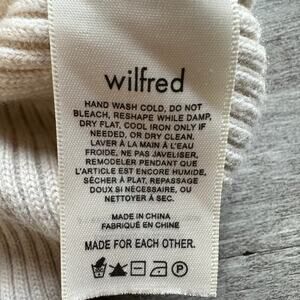 wilfred
HAND WASH COLD, DO NOT
BLEACH, RESHAPE WHILE DAMP,
DRY FLAT, COOL IRON ONLY IF
NEEDED, OR DRY CLEAN.
LAVER À LA MAIN À L'EAU
FROIDE, NE PAS JAVELISER,
REMODELER PENDANT QUE
L'ARTICLE EST ENCORE HUMIDE,
SÉCHER À PLAT, REPASSAGE
DOUX SI NÉCESSAIRE, OU
NETTOYER À SEC.
MADE IN CHINA
FABRIQUÉ EN CHINE
MADE FOR EACH OTHER.
P